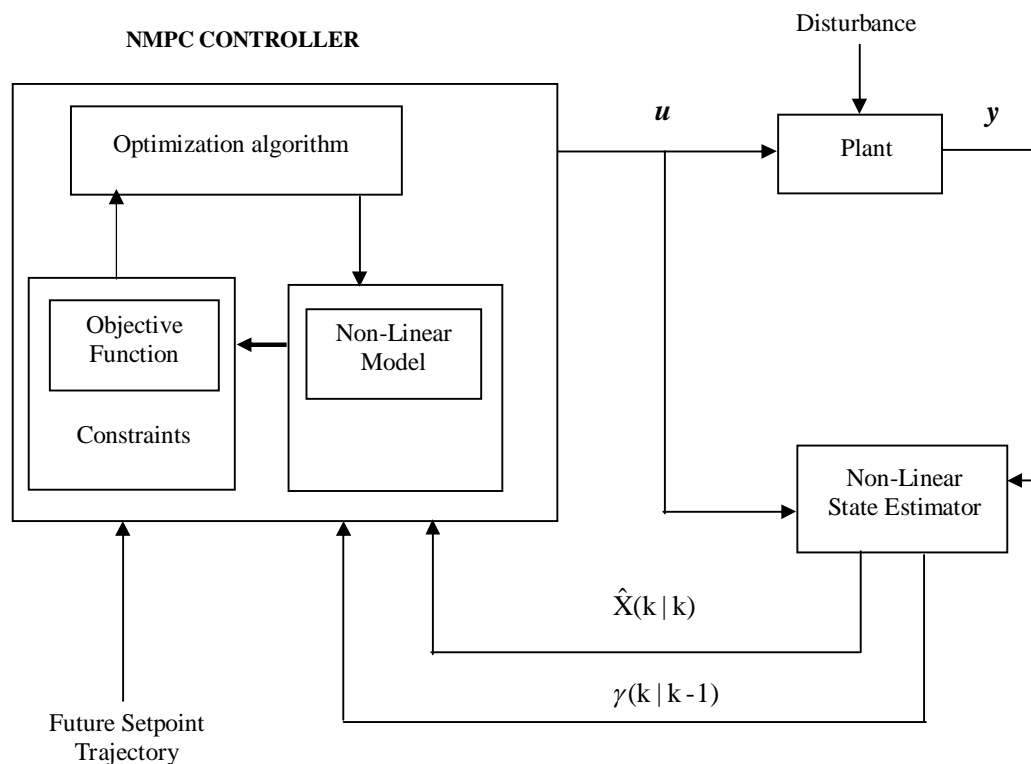 Disturbance
NMPC CONTROLLER
Optimization algorithm
u
Plant
y
Objective
Function
Constraints
Non-Linear
Model
Non-Linear
State Estimator
X̂(k | k)
γ(k | k -1)
Future Setpoint
Trajectory